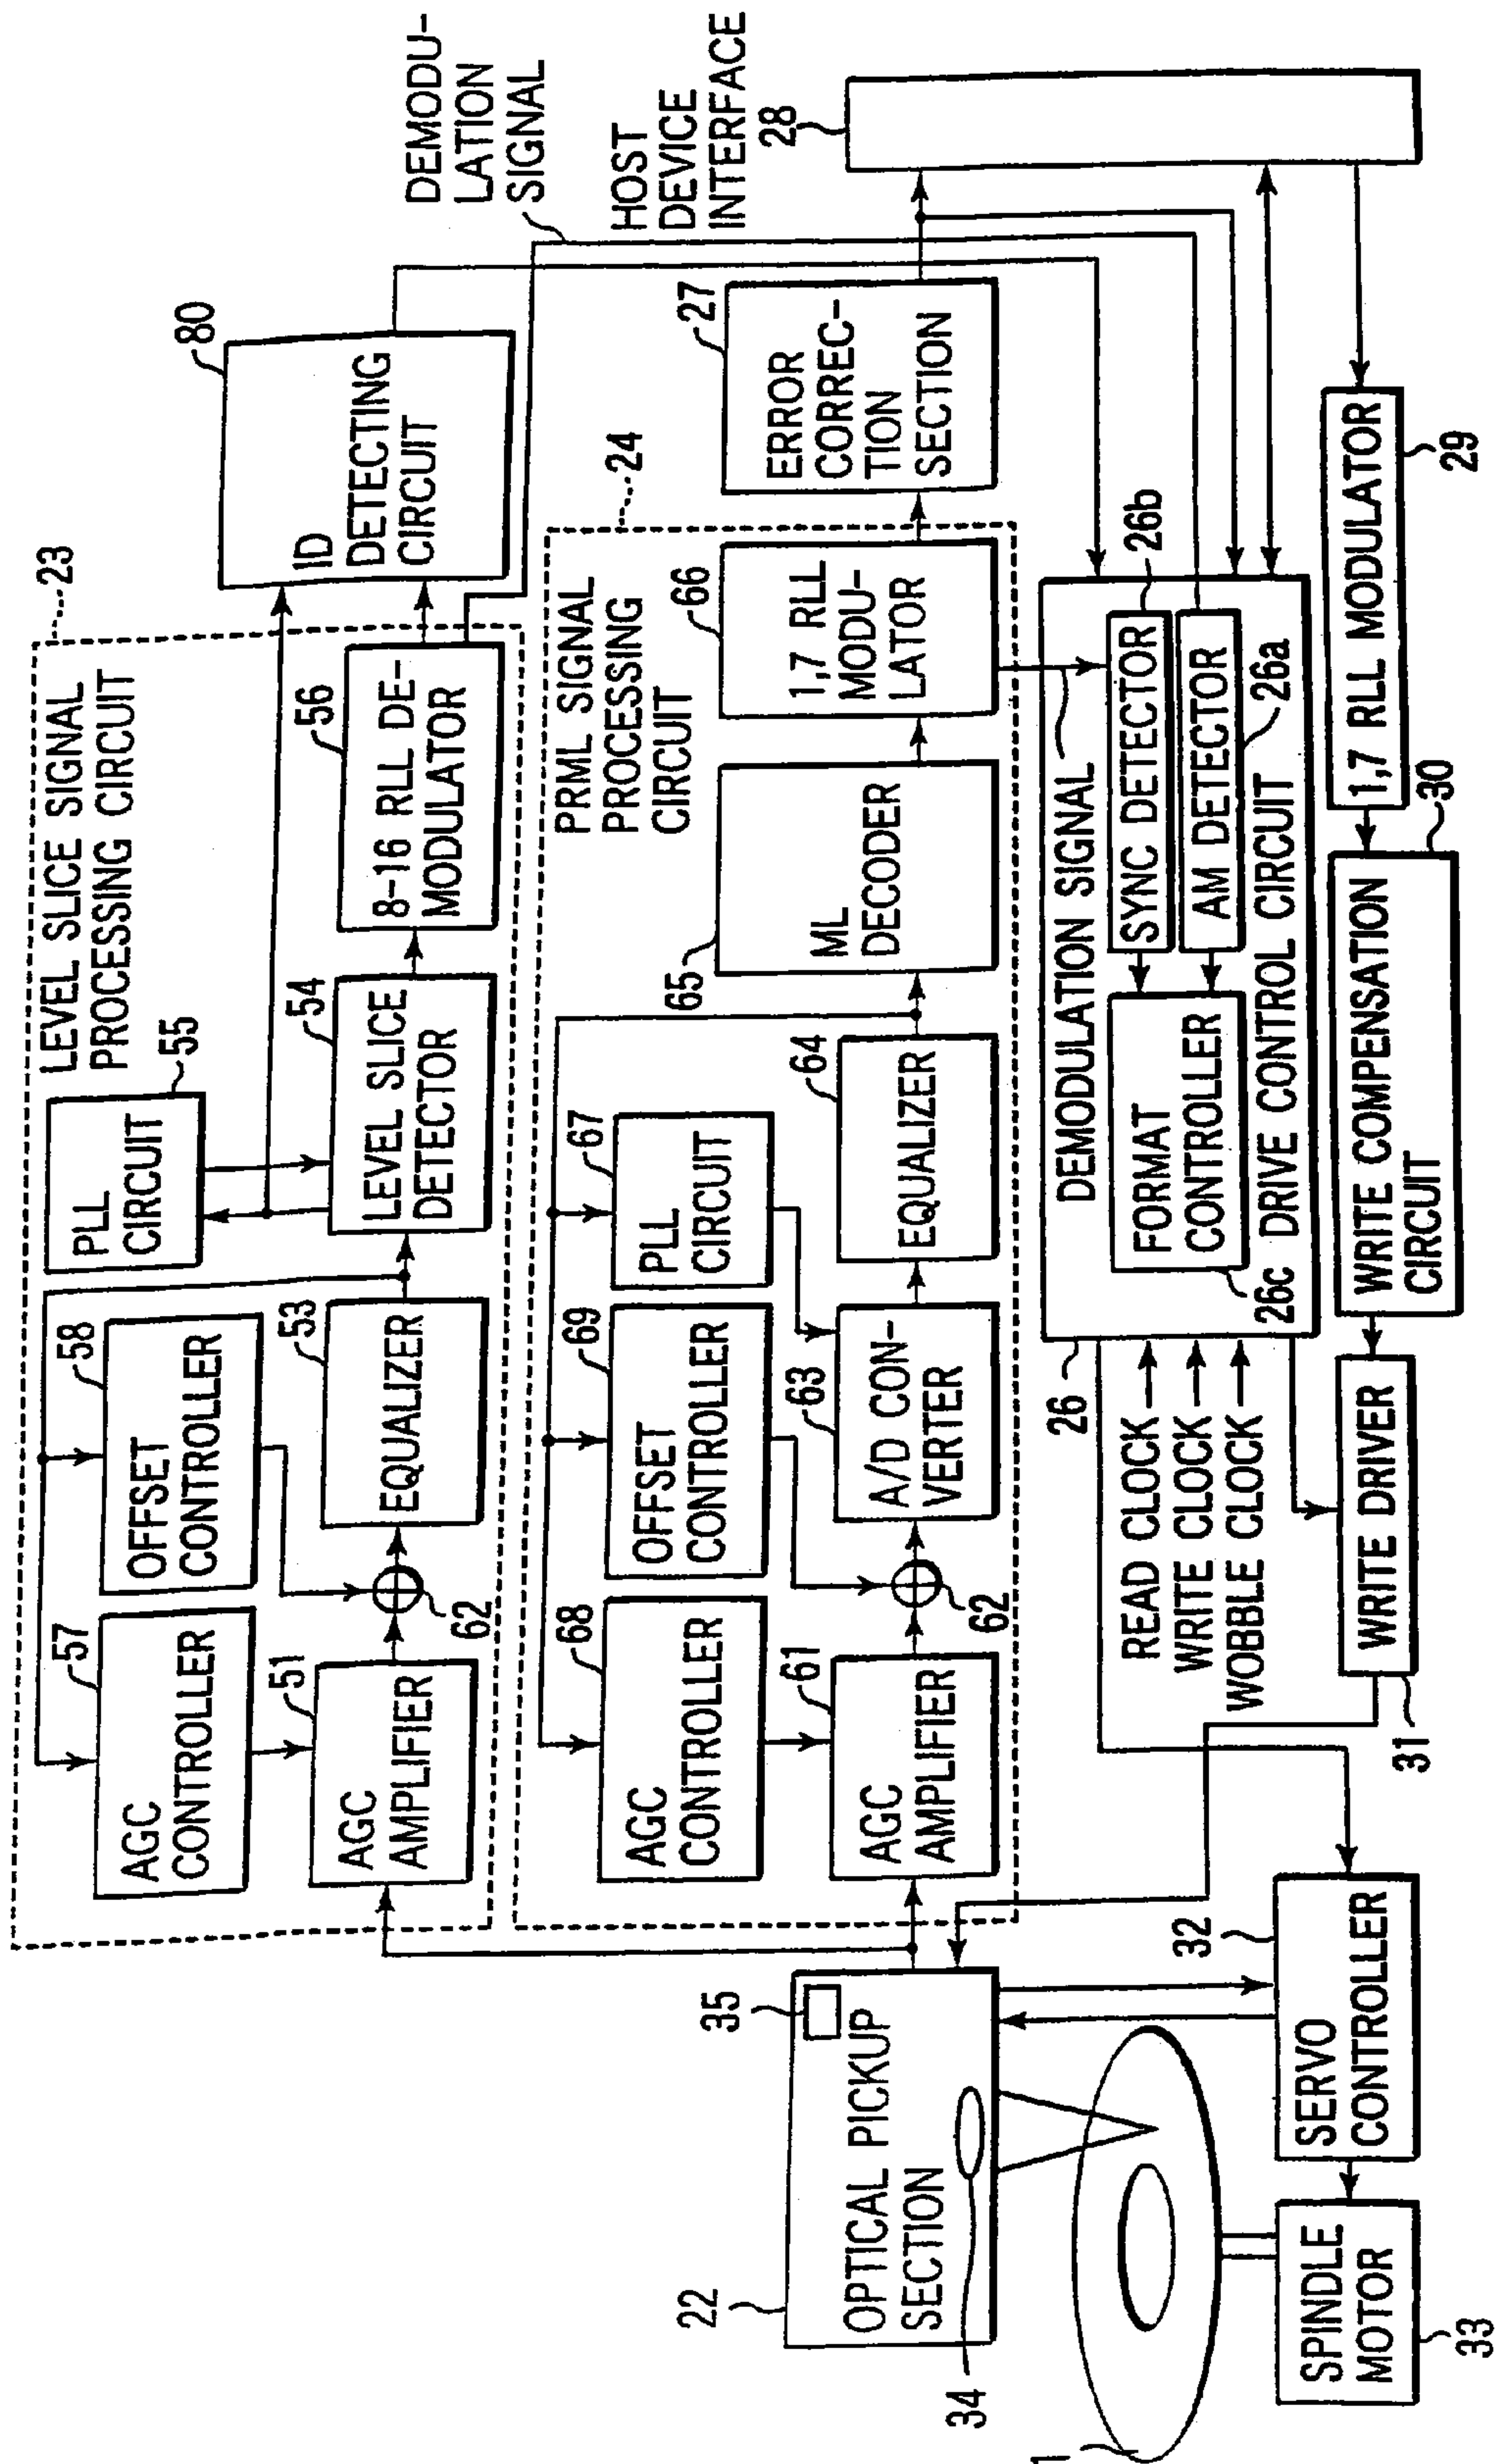 LEVEL SLICE SIGNAL
PROCESSING CIRCUIT
23
57
AGC
CONTROLLER
58
OFFSET
CONTROLLER
PLL
CIRCUIT
55
51
AGC
AMPLIFIER
62
53
EQUALIZER
54
LEVEL SLICE
DETECTOR
56
8-16 RLL DE-
MODULATOR
80
ID
DETECTING
CIRCUIT
DEMODU-
LATION
SIGNAL
PRML SIGNAL
PROCESSING
CIRCUIT
24
68
AGC
CONTROLLER
69
OFFSET
CONTROLLER
67
PLL
CIRCUIT
61
AGC
AMPLIFIER
62
63
A/D CON-
VERTER
64
EQUALIZER
65
ML
DECODER
66
1,7 RLL
MODU-
LATOR
27
ERROR
CORREC-
TION
SECTION
HOST
DEVICE
INTERFACE
28
22
35
OPTICAL PICKUP
SECTION
34
1
DEMODULATION SIGNAL
26
READ CLOCK
WRITE CLOCK
WOBBLE CLOCK
FORMAT
CONTROLLER
26c
SYNC DETECTOR
26b
AM DETECTOR
26a
DRIVE CONTROL CIRCUIT
SPINDLE
MOTOR
33
32
SERVO
CONTROLLER
31
WRITE DRIVER
WRITE COMPENSATION
CIRCUIT
30
1,7 RLL MODULATOR
29